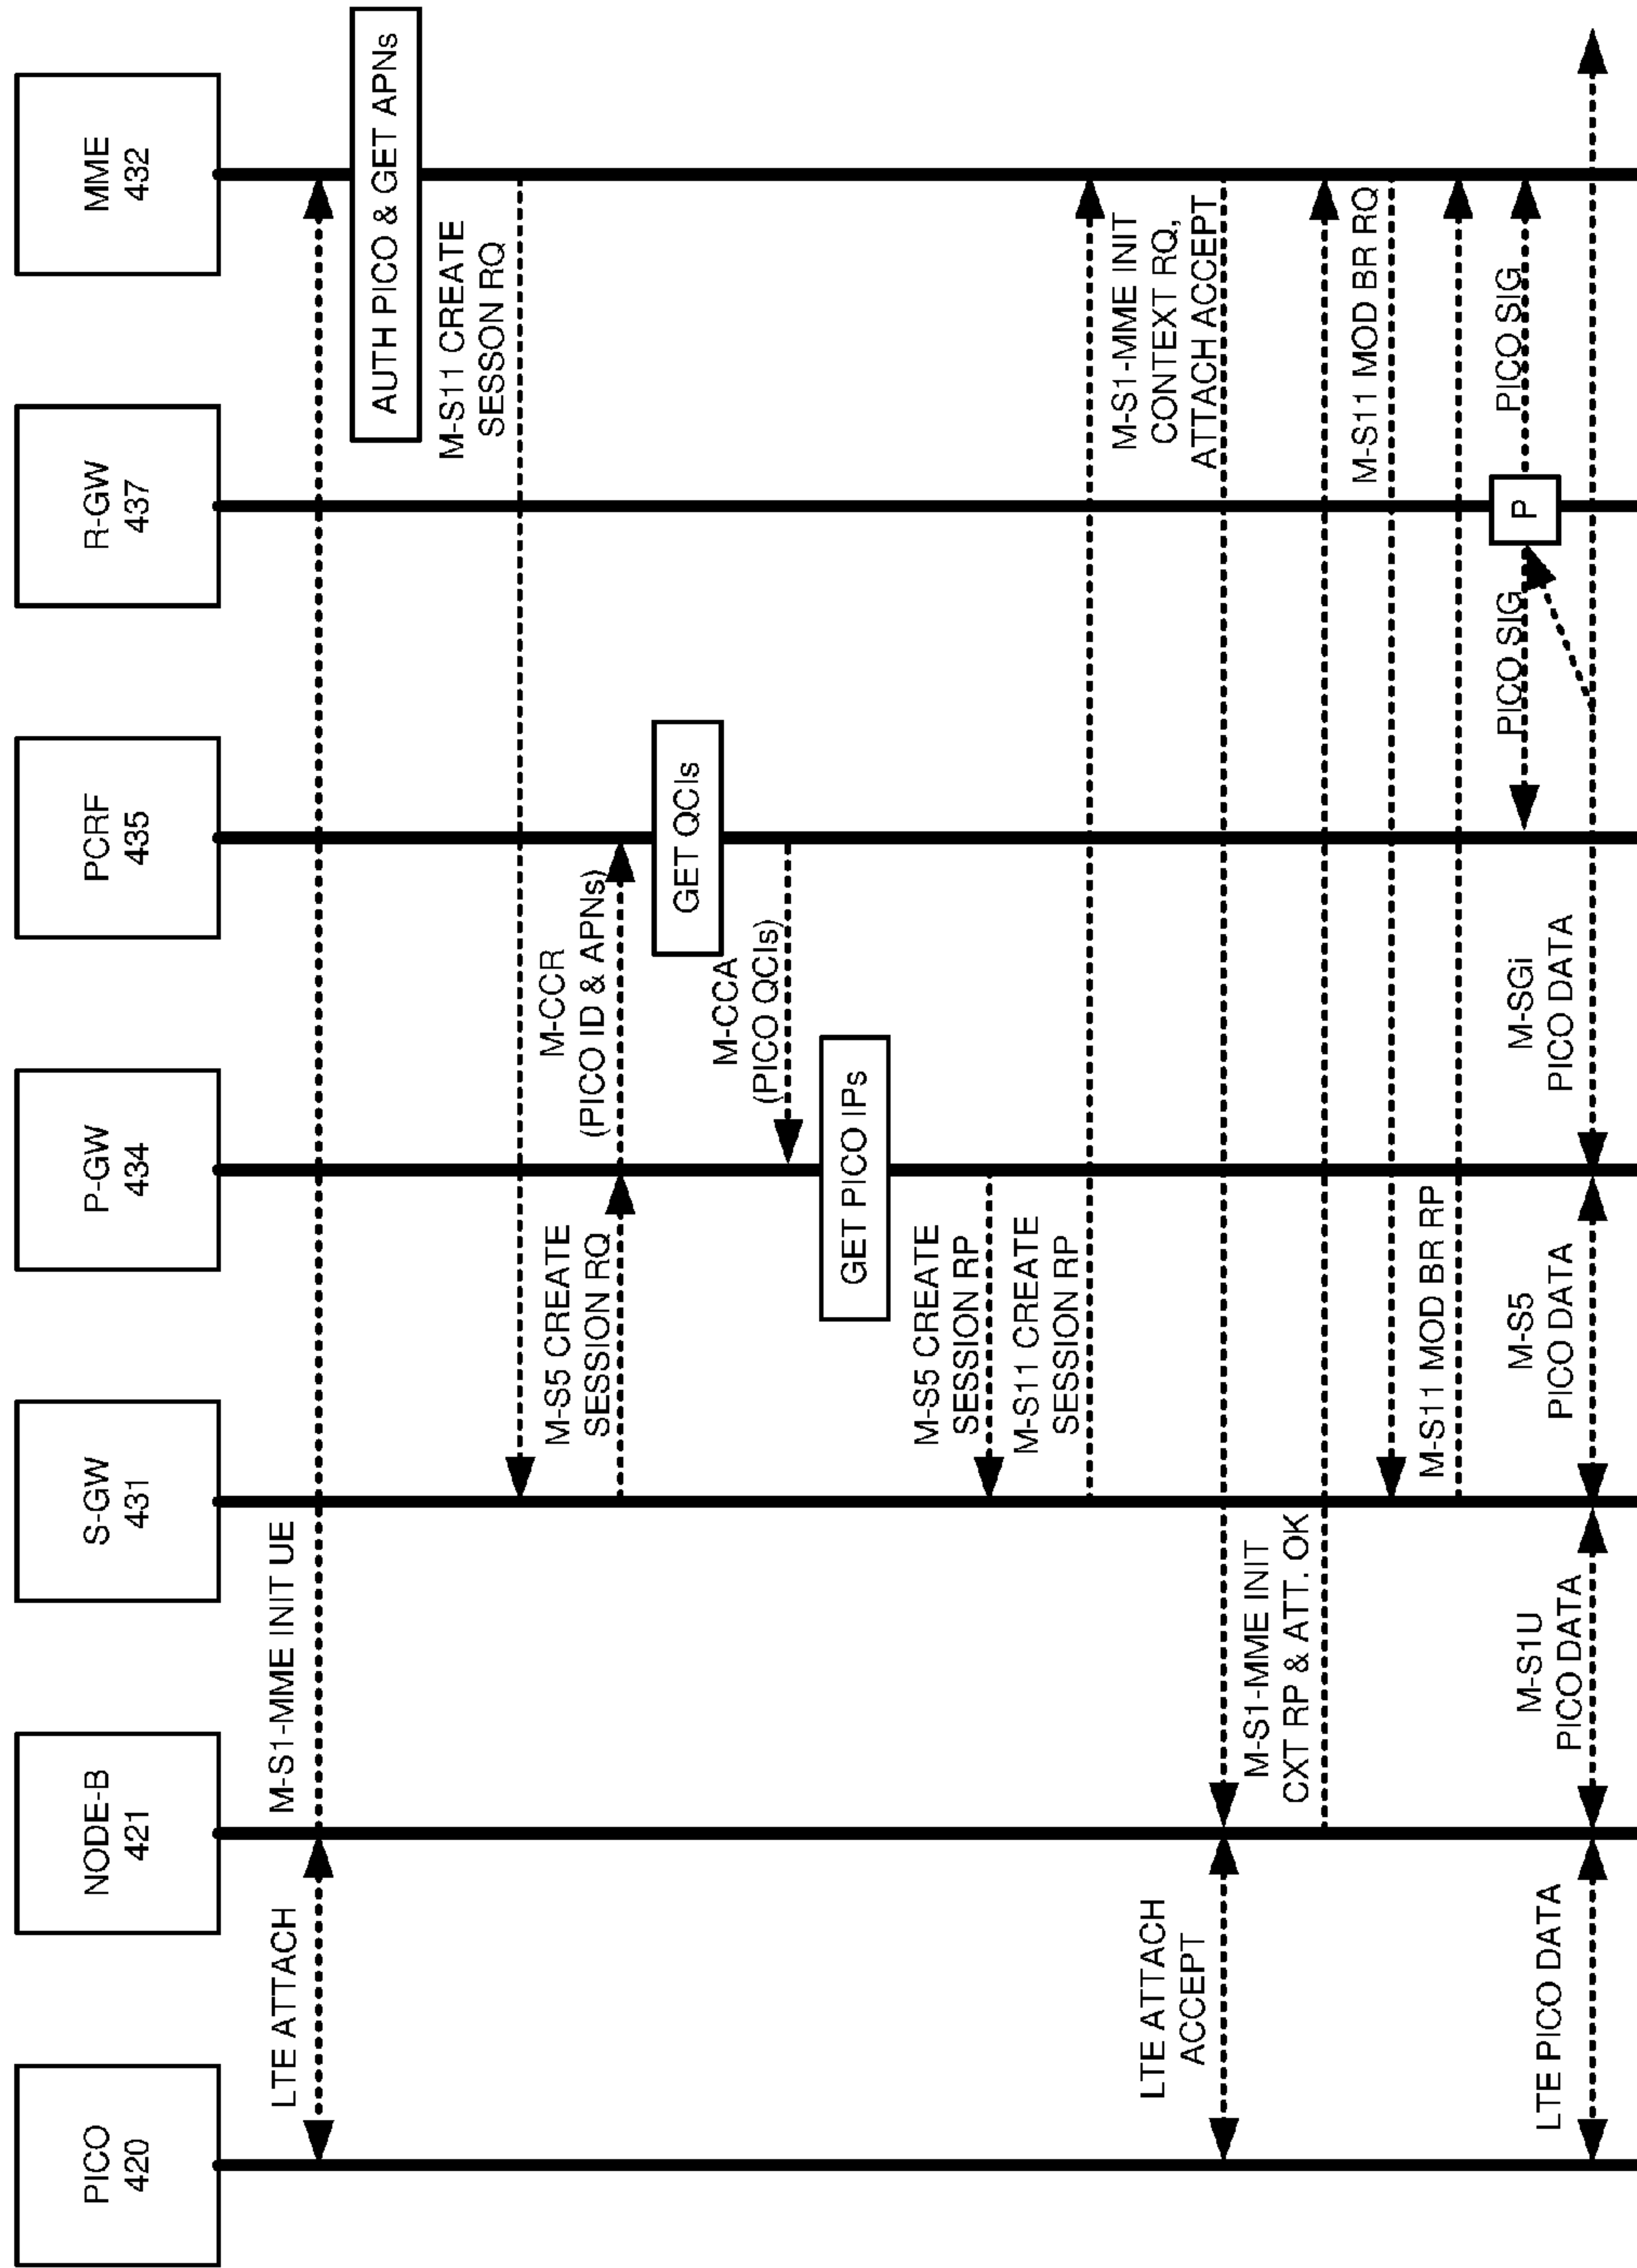 PICO
420
NODE-B
421
S-GW
431
P-GW
434
PCRF
435
R-GW
437
MME
432
LTE ATTACH
M-S1-MME INIT UE
AUTH PICO & GET APNs
M-S11 CREATE
SESSON RQ
M-S5 CREATE
SESSION RQ
M-CCR
(PICO ID & APNs)
GET QCIs
M-CCA
(PICO QCIs)
GET PICO IPs
M-S5 CREATE
SESSION RP
M-S11 CREATE
SESSION RP
M-S1-MME INIT
CONTEXT RQ,
ATTACH ACCEPT
LTE ATTACH
ACCEPT
M-S1-MME INIT
CXT RP & ATT. OK
M-S11 MOD BR RQ
M-S11 MOD BR RP
PICO SIG
P
PICO SIG
LTE PICO DATA
M-S1U
PICO DATA
M-S5
PICO DATA
M-SGi
PICO DATA